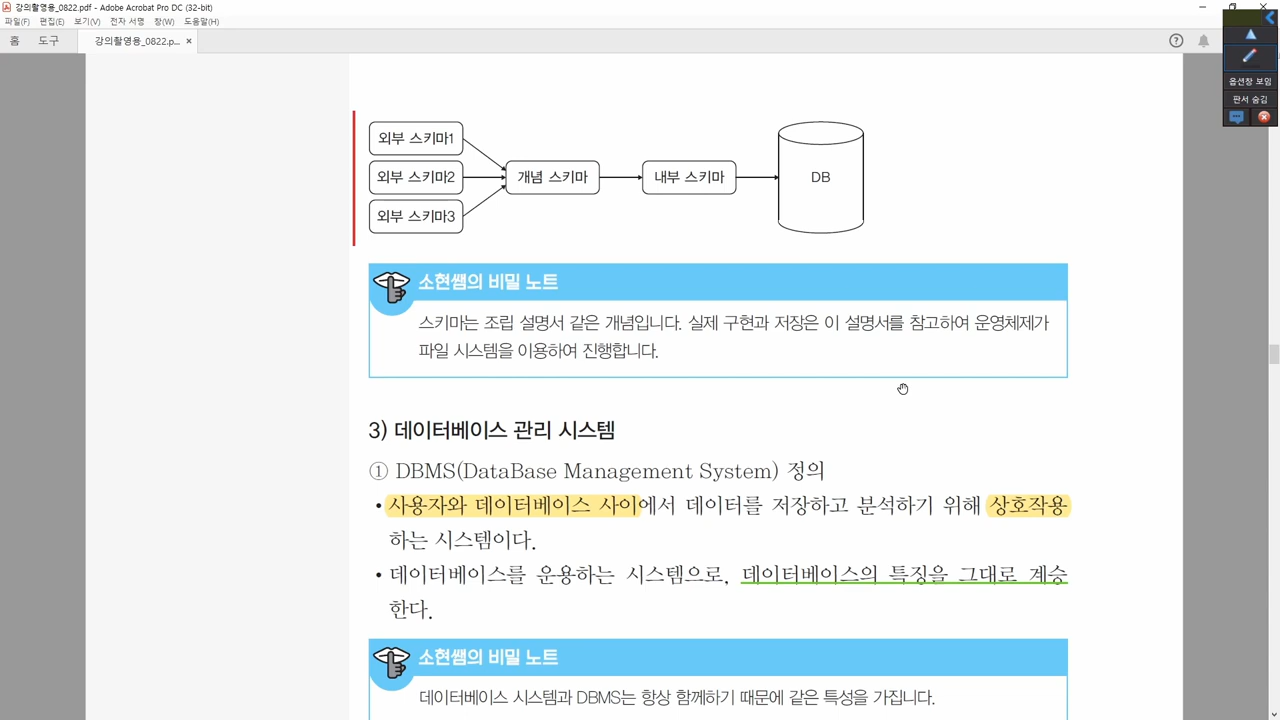 강의촬영용_0822.pdf - Adobe Acrobat Pro DC (32-bit)
파일(F) 편집(E) 보기(V) 전자 서명 창(W) 도움말(H)
홈 도구 강의촬영용_0822.p... ×
옵션창 보임
판서 숨김
외부 스키마1
외부 스키마2
외부 스키마3
개념 스키마
내부 스키마
DB
소현쌤의 비밀 노트
스키마는 조립 설명서 같은 개념입니다. 실제 구현과 저장은 이 설명서를 참고하여 운영체제가
파일 시스템을 이용하여 진행합니다.
3) 데이터베이스 관리 시스템
① DBMS(DataBase Management System) 정의
• 사용자와 데이터베이스 사이에서 데이터를 저장하고 분석하기 위해 상호작용
하는 시스템이다.
• 데이터베이스를 운용하는 시스템으로, 데이터베이스의 특징을 그대로 계승
한다.
소현쌤의 비밀 노트
데이터베이스 시스템과 DBMS는 항상 함께하기 때문에 같은 특성을 가집니다.